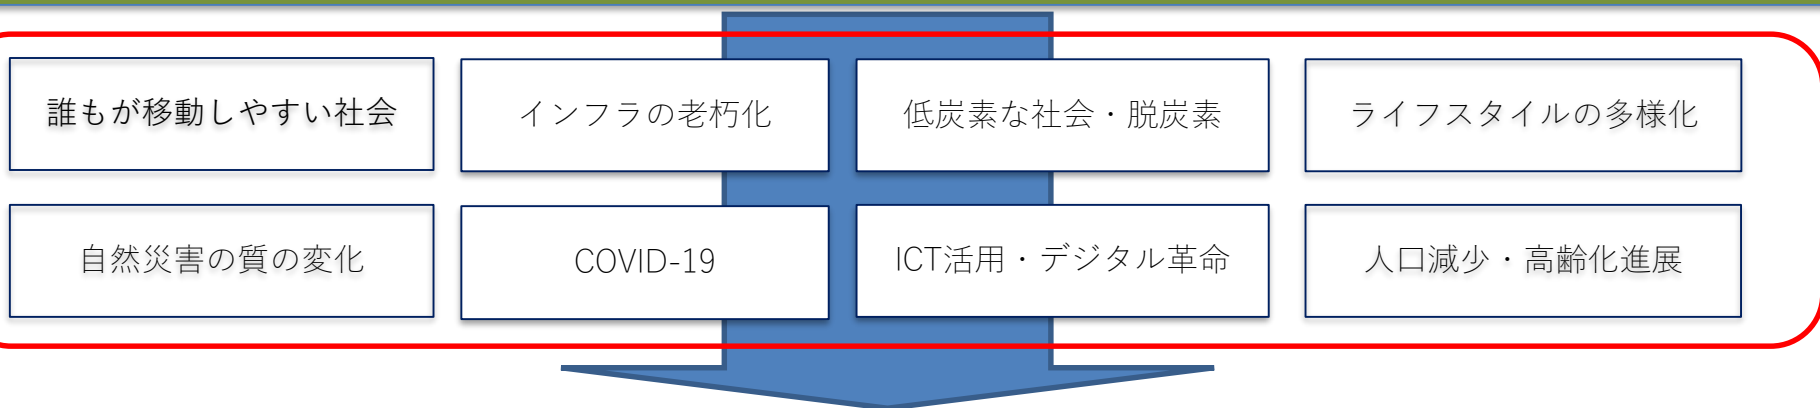 誰もが移動しやすい社会
インフラの老朽化
低炭素な社会・脱炭素
ライフスタイルの多様化
自然災害の質の変化
COVID-19
ICT活用・デジタル革命
人口減少・高齢化進展